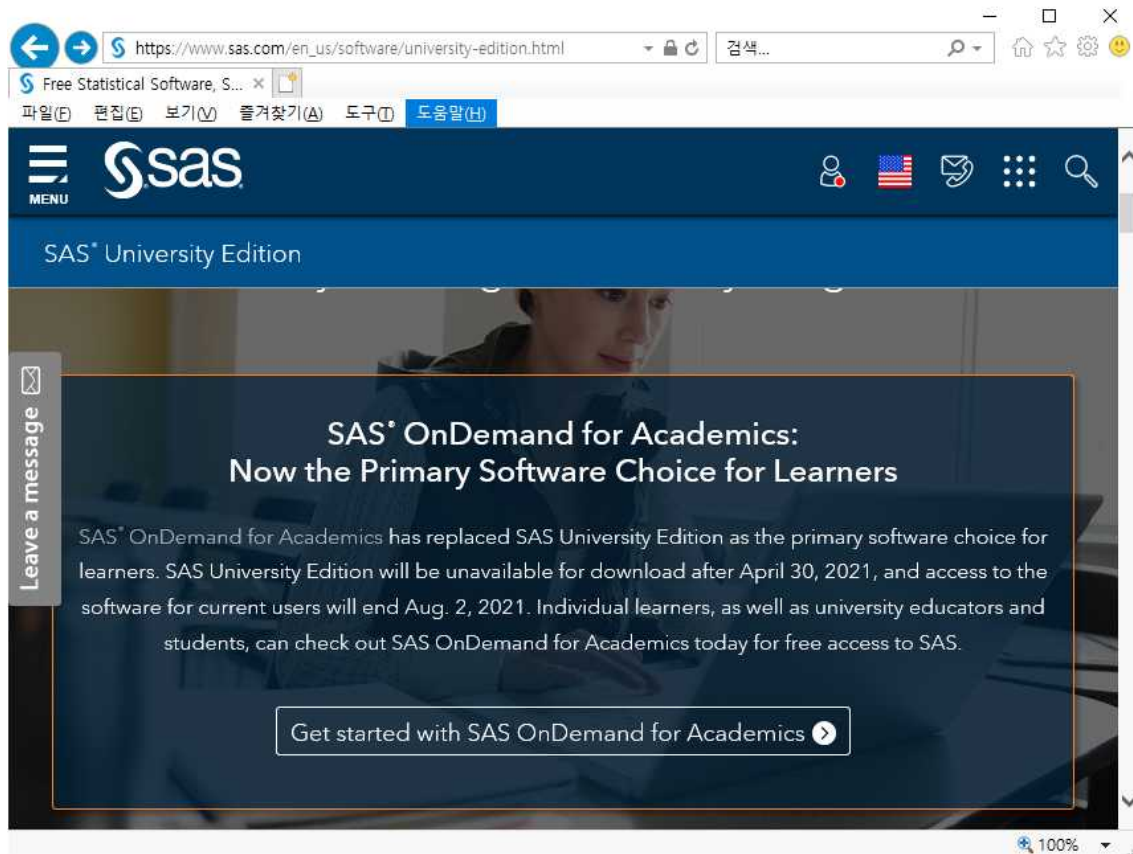 https://www.sas.com/en_us/software/university-edition.html
검색...
Free Statistical Software, S...
파일(F) 편집(E) 보기(V) 즐겨찾기(A) 도구(T) 도움말(H)
MENU
sas
SAS® University Edition
Leave a message
SAS® OnDemand for Academics:
Now the Primary Software Choice for Learners
SAS® OnDemand for Academics has replaced SAS University Edition as the primary software choice for
learners. SAS University Edition will be unavailable for download after April 30, 2021, and access to the
software for current users will end Aug. 2, 2021. Individual learners, as well as university educators and
students, can check out SAS OnDemand for Academics today for free access to SAS.
Get started with SAS OnDemand for Academics
100%